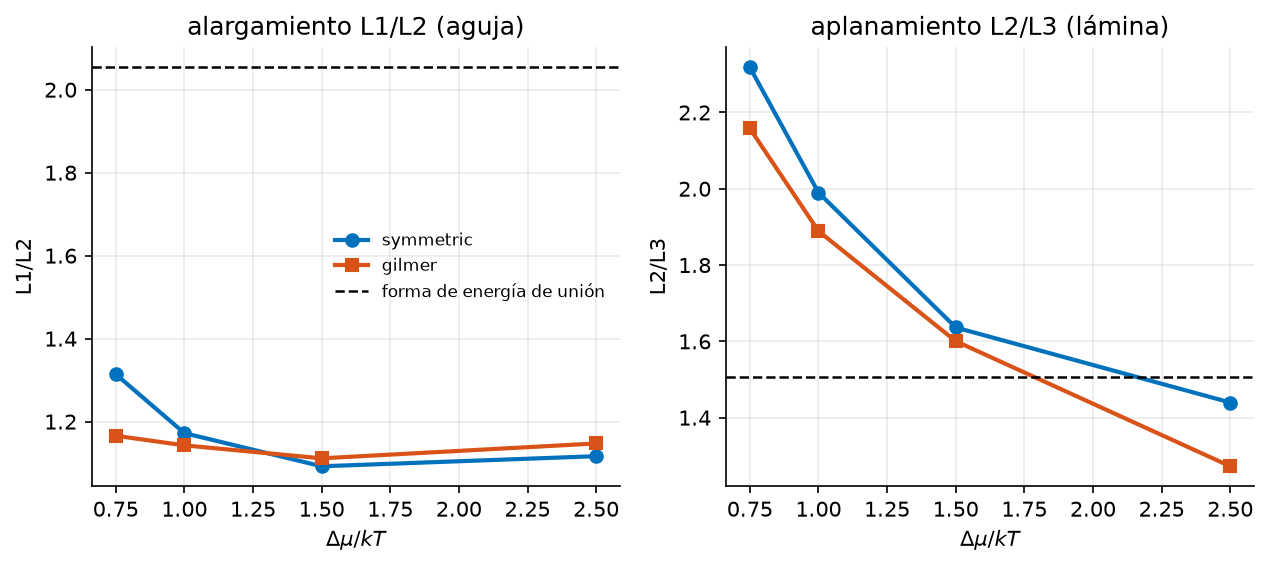 alargamiento L1/L2 (aguja)
L1/L2
2.0
1.8
1.6
1.4
1.2
symmetric
gilmer
forma de energía de unión
0.75 1.00 1.25 1.50 1.75 2.00 2.25 2.50
Δμ/kT
aplanamiento L2/L3 (lámina)
L2/L3
2.2
2.0
1.8
1.6
1.4
0.75 1.00 1.25 1.50 1.75 2.00 2.25 2.50
Δμ/kT